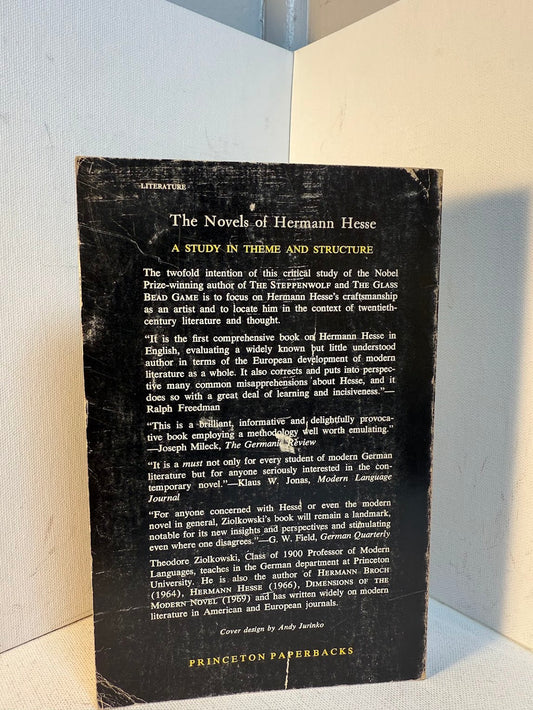 LITERATURE
The Novels of Hermann Hesse
A STUDY IN THEME AND STRUCTURE
The twofold intention of this critical study of the Nobel
Prize-winning author of THE STEPPENWOLF and THE GLASS
BEAD GAME is to focus on Hermann Hesse's craftsmanship
as an artist and to locate him in the context of twentieth-
century literature and thought.
"It is the first comprehensive book on Hermann Hesse in
English, evaluating a widely known but little understood
author in terms of the European development of modern
literature as a whole. It also corrects and puts into perspec-
tive many common misapprehensions about Hesse, and it
does so with a great deal of learning and incisiveness."—
Ralph Freedman
"This is a brilliant, informative and delightfully provoca-
tive book employing a methodology well worth emulating."
—Joseph Mileck, The Germanic Review
"It is a must not only for every student of modern German
literature but for anyone seriously interested in the con-
temporary novel."—Klaus W. Jonas, Modern Language
Journal
"For anyone concerned with Hesse or even the modern
novel in general, Ziolkowski's book will remain a landmark,
notable for its new insights and perspectives and stimulating
even where one disagrees."—G. W. Field, German Quarterly
Theodore Ziolkowski, Class of 1900 Professor of Modern
Languages, teaches in the German department at Princeton
University. He is also the author of HERMANN BROCH
(1964), HERMANN HESSE (1966), DIMENSIONS OF THE
MODERN NOVEL (1969) and has written widely on modern
literature in American and European journals.
Cover design by Andy Jurinko
PRINCETON PAPERBACKS